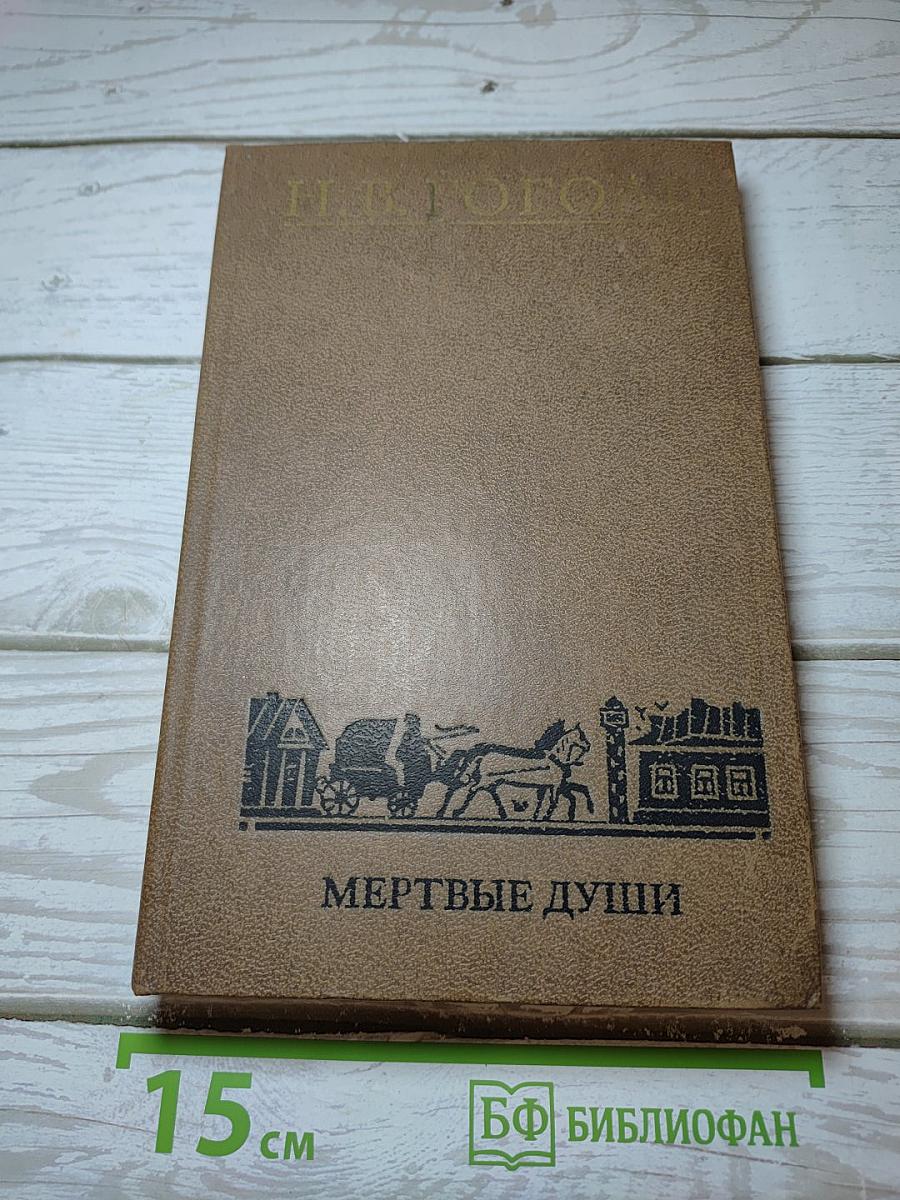 Н. В. ГОГОЛЬ
МЕРТВЫЕ ДУШИ
15 см
БФ БИБЛИОФАН